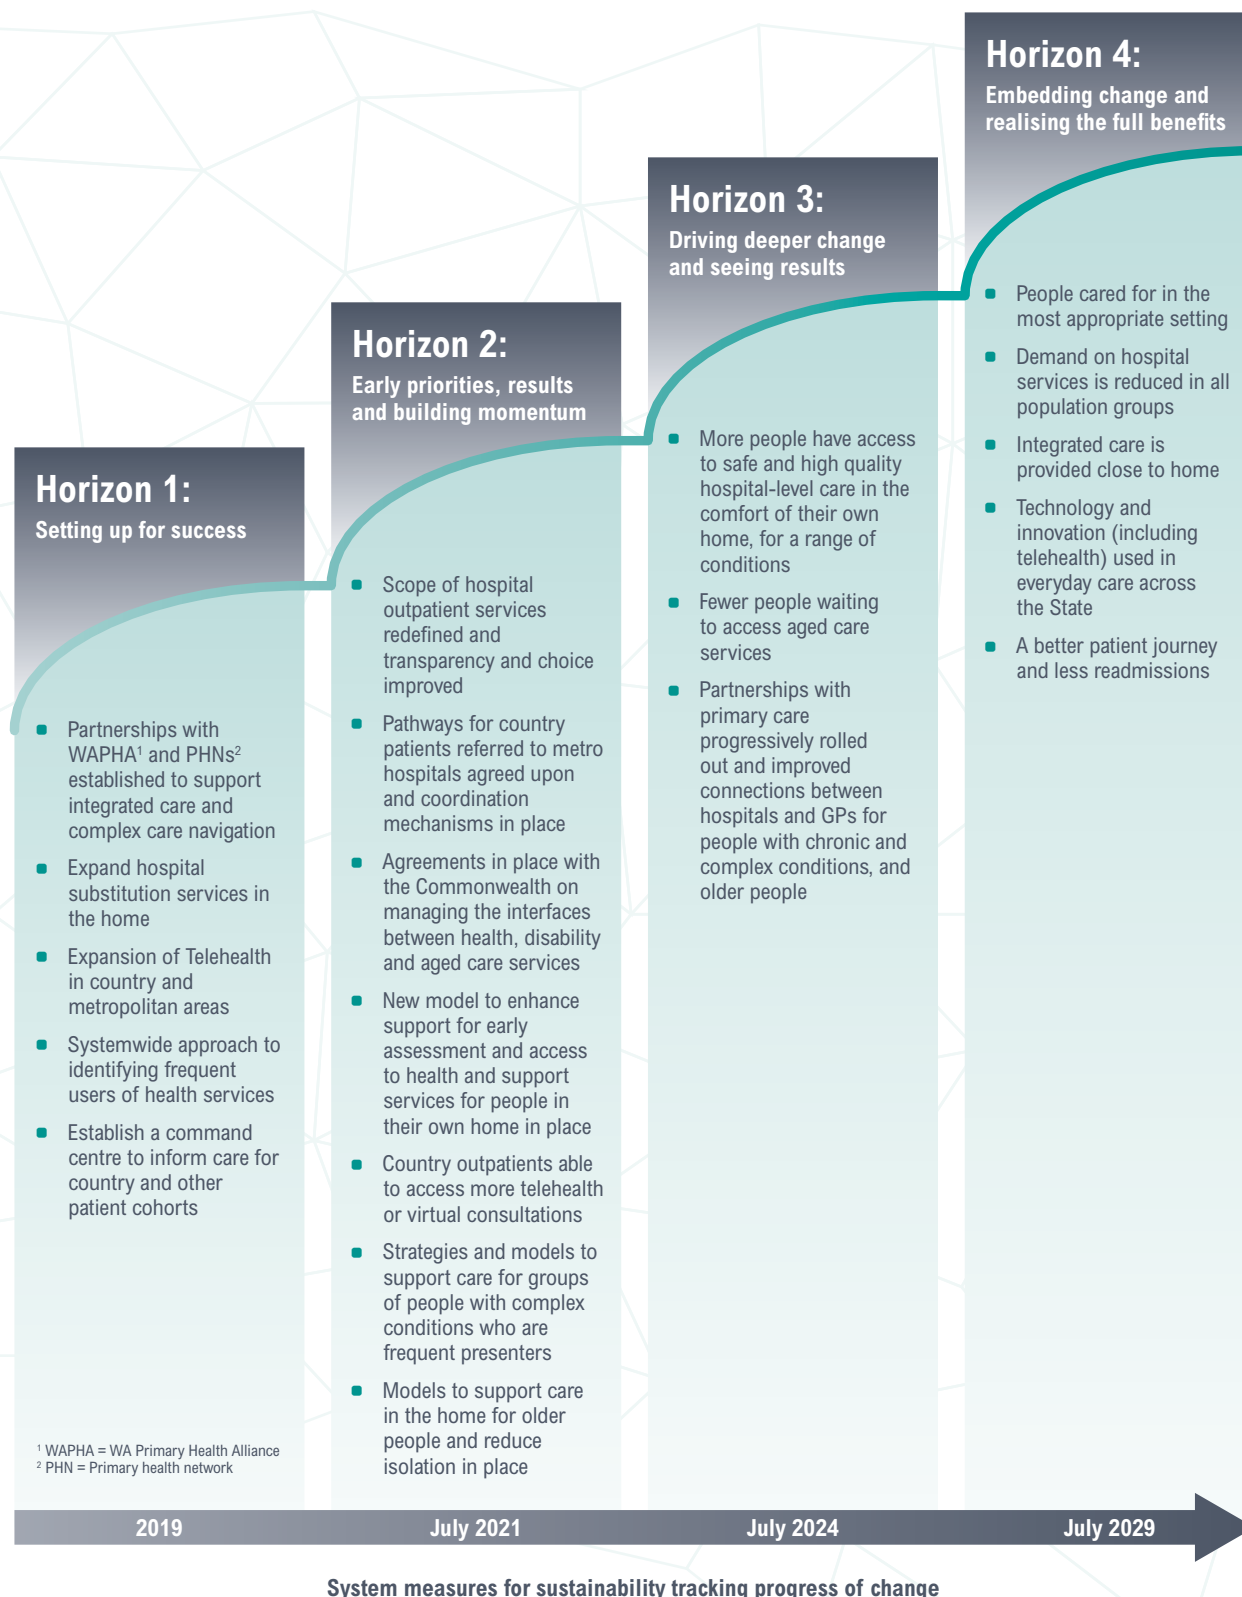 Horizon 1:
Setting up for success
Partnerships with
WAPHA¹ and PHNs²
established to support
integrated care and
complex care navigation
Expand hospital
substitution services in
the home
Expansion of Telehealth
in country and
metropolitan areas
Systemwide approach to
identifying frequent
users of health services
Establish a command
centre to inform care for
country and other
patient cohorts
¹ WAPHA = WA Primary Health Alliance
² PHN = Primary health network
Horizon 2:
Early priorities, results
and building momentum
Scope of hospital
outpatient services
redefined and
transparency and choice
improved
Pathways for country
patients referred to metro
hospitals agreed upon
and coordination
mechanisms in place
Agreements in place with
the Commonwealth on
managing the interfaces
between health, disability
and aged care services
New model to enhance
support for early
assessment and access
to health and support
services for people in
their own home in place
Country outpatients able
to access more telehealth
or virtual consultations
Strategies and models to
support care for groups
of people with complex
conditions who are
frequent presenters
Models to support care
in the home for older
people and reduce
isolation in place
Horizon 3:
Driving deeper change
and seeing results
More people have access
to safe and high quality
hospital-level care in the
comfort of their own
home, for a range of
conditions
Fewer people waiting
to access aged care
services
Partnerships with
primary care
progressively rolled
out and improved
connections between
hospitals and GPs for
people with chronic and
complex conditions, and
older people
Horizon 4:
Embedding change and
realising the full benefits
People cared for in the
most appropriate setting
Demand on hospital
services is reduced in all
population groups
Integrated care is
provided close to home
Technology and
innovation (including
telehealth) used in
everyday care across
the State
A better patient journey
and less readmissions
2019
July 2021
July 2024
July 2029
System measures for sustainability tracking progress of change